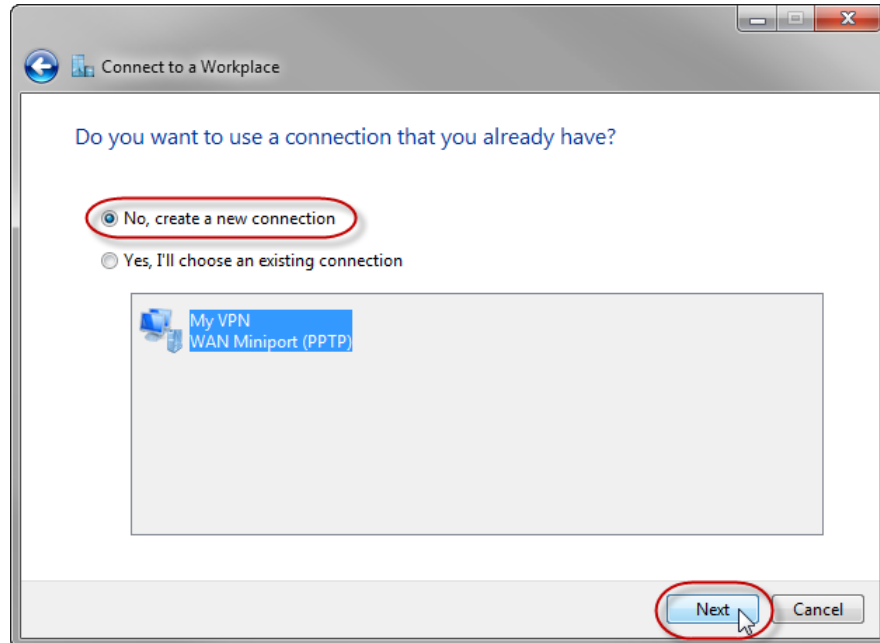 Connect to a Workplace
Do you want to use a connection that you already have?
No, create a new connection
Yes, I'll choose an existing connection
My VPN
WAN Miniport (PPTP)
Next
Cancel